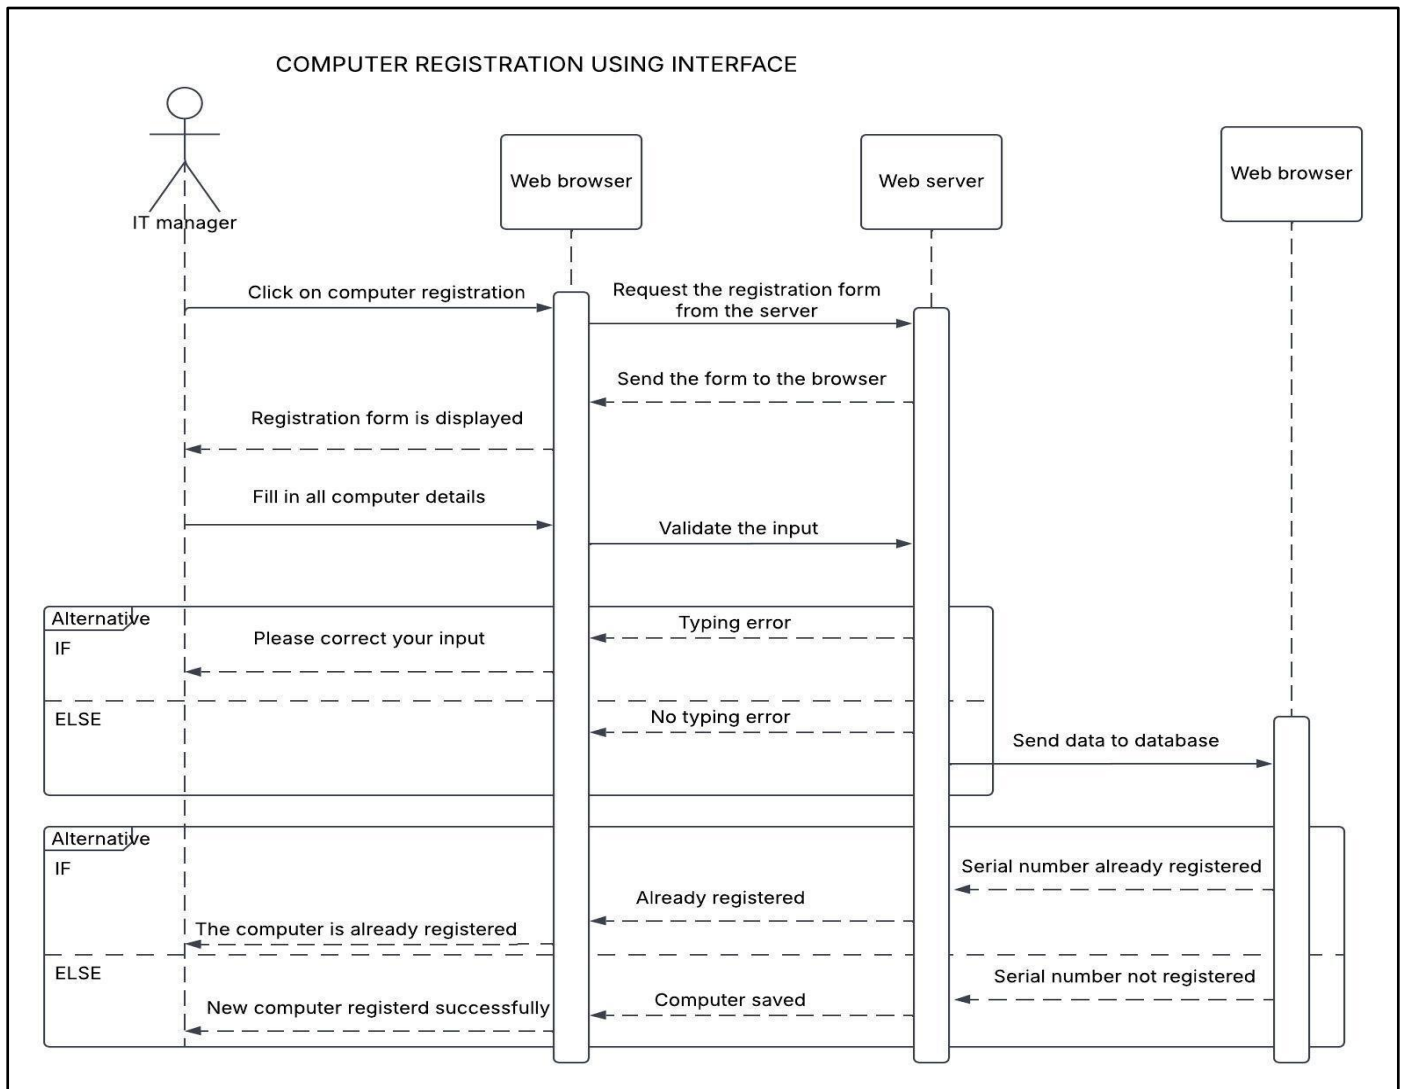 COMPUTER REGISTRATION USING INTERFACE
IT manager
Web browser
Web server
Web browser
Click on computer registration
Request the registration form
from the server
Send the form to the browser
Registration form is displayed
Fill in all computer details
Validate the input
Alternative
IF
Typing error
Please correct your input
ELSE
No typing error
Send data to database
Alternative
IF
Serial number already registered
Already registered
The computer is already registered
ELSE
Serial number not registered
Computer saved
New computer registerd successfully